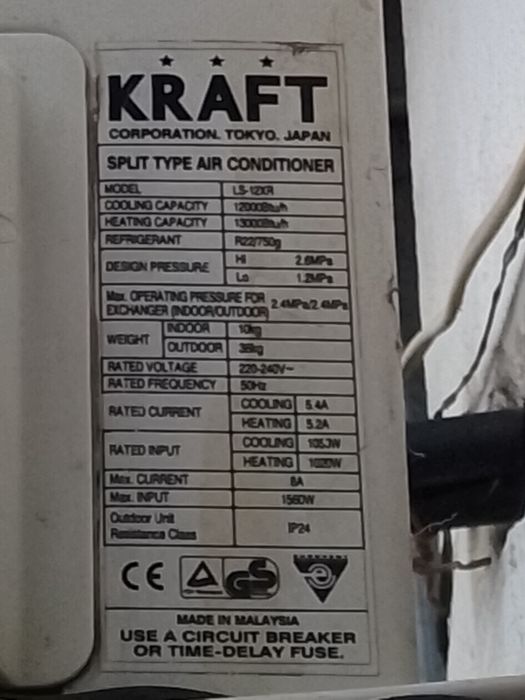 KRAFT
CORPORATION. TOKYO. JAPAN
SPLIT TYPE AIR CONDITIONER
MODEL LS-12XR
COOLING CAPACITY 12000Btu/h
HEATING CAPACITY 13000Btu/h
REFRIGERANT R22/750g
DESIGN PRESSURE Hi 2.6MPa
Lo 1.2MPa
Max. OPERATING PRESSURE FOR
EXCHANGER (INDOOR/OUTDOOR) 2.4MPa/2.4MPa
WEIGHT INDOOR 10kg
OUTDOOR
RATED VOLTAGE 220-240V~
RATED FREQUENCY 50Hz
RATED CURRENT COOLING 5.4A
HEATING 5.2A
RATED INPUT COOLING
HEATING 1020W
Max. CURRENT 8A
Max. INPUT 1560W
Outdoor Unit
Resistance Class IP24
CE GS
MADE IN MALAYSIA
USE A CIRCUIT BREAKER
OR TIME-DELAY FUSE.